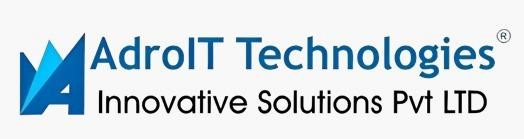 AdroIT Technologies®
Innovative Solutions Pvt LTD